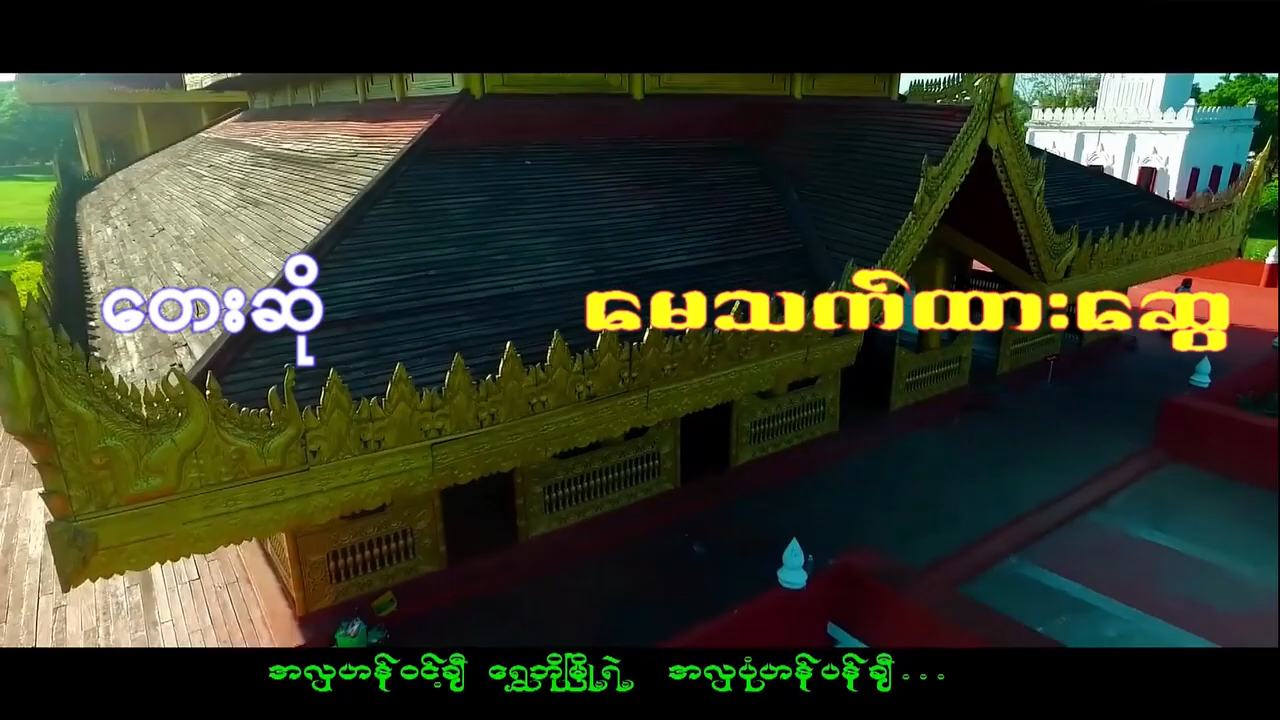 တေးဆို မေသက်ထားဆွေ
အလှဟန်ဝင့်ချီ ရွှေဘိုမြို့ရဲ့ အလှပုံဟန်ပန်ချီ...